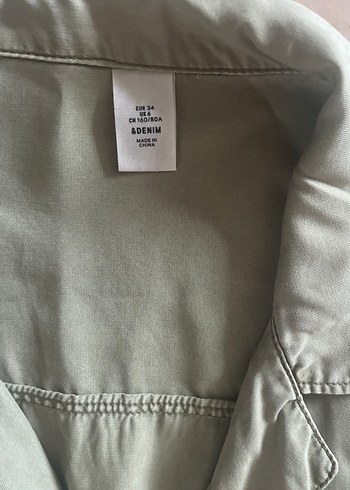 EUR 34
UK 6
CN 160/80A
&DENIM
MADE IN
CHINA